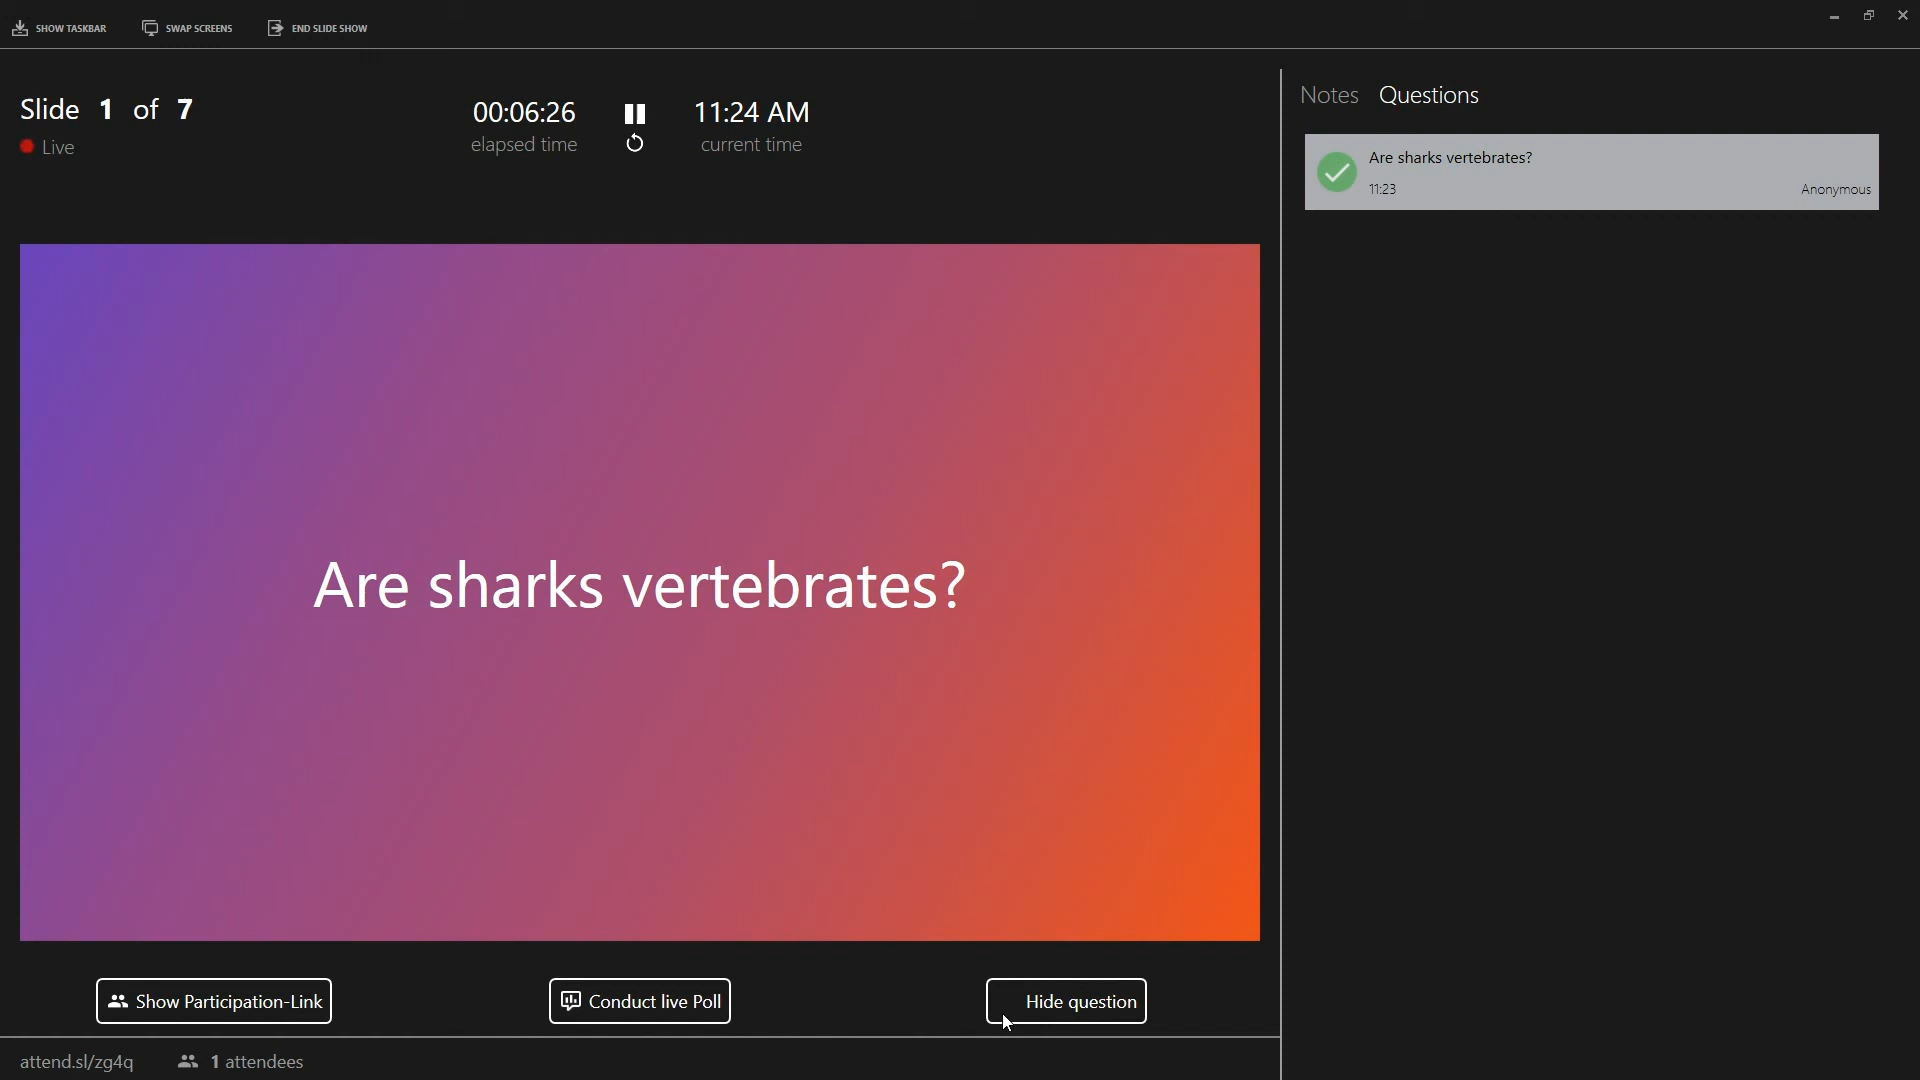 SHOW TASKBAR SWAP SCREENS END SLIDE SHOW
Slide 1 of 7
Live
00:06:26
elapsed time
11:24 AM
current time
Are sharks vertebrates?
Show Participation-Link
Conduct live Poll
Hide question
attend.sl/zg4q
1 attendees
Notes Questions
Are sharks vertebrates?
11:23
Anonymous